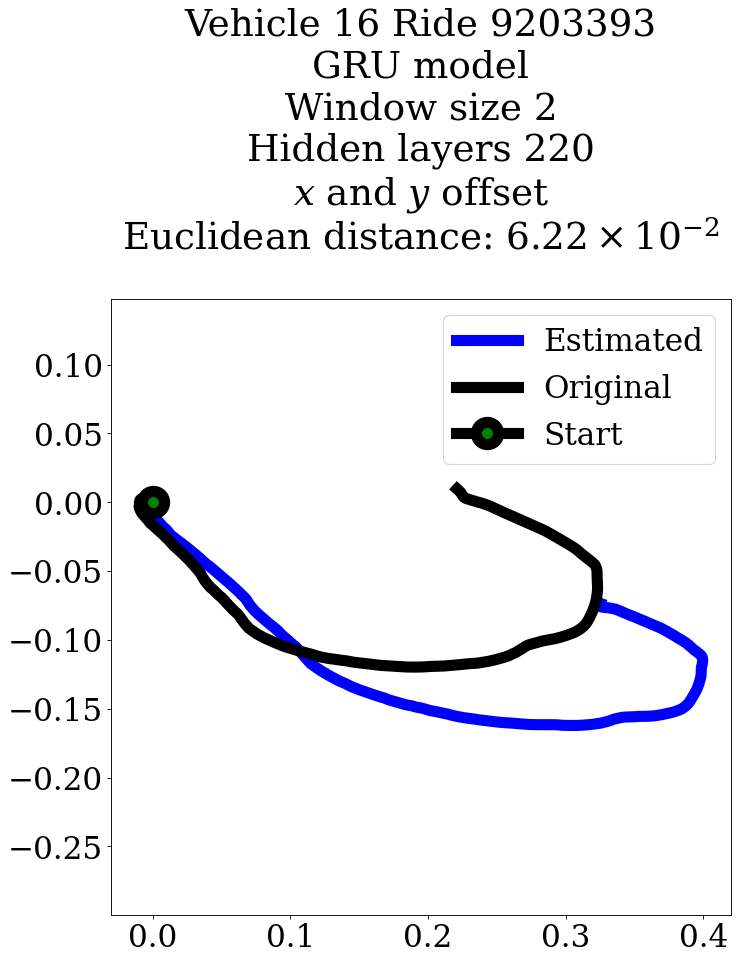 Vehicle 16 Ride 9203393
GRU model
Window size 2
Hidden layers 220
x and y offset
Euclidean distance: 6.22 × 10⁻²
Estimated
Original
Start
0.10
0.05
0.00
−0.05
−0.10
−0.15
−0.20
−0.25
0.0 0.1 0.2 0.3 0.4